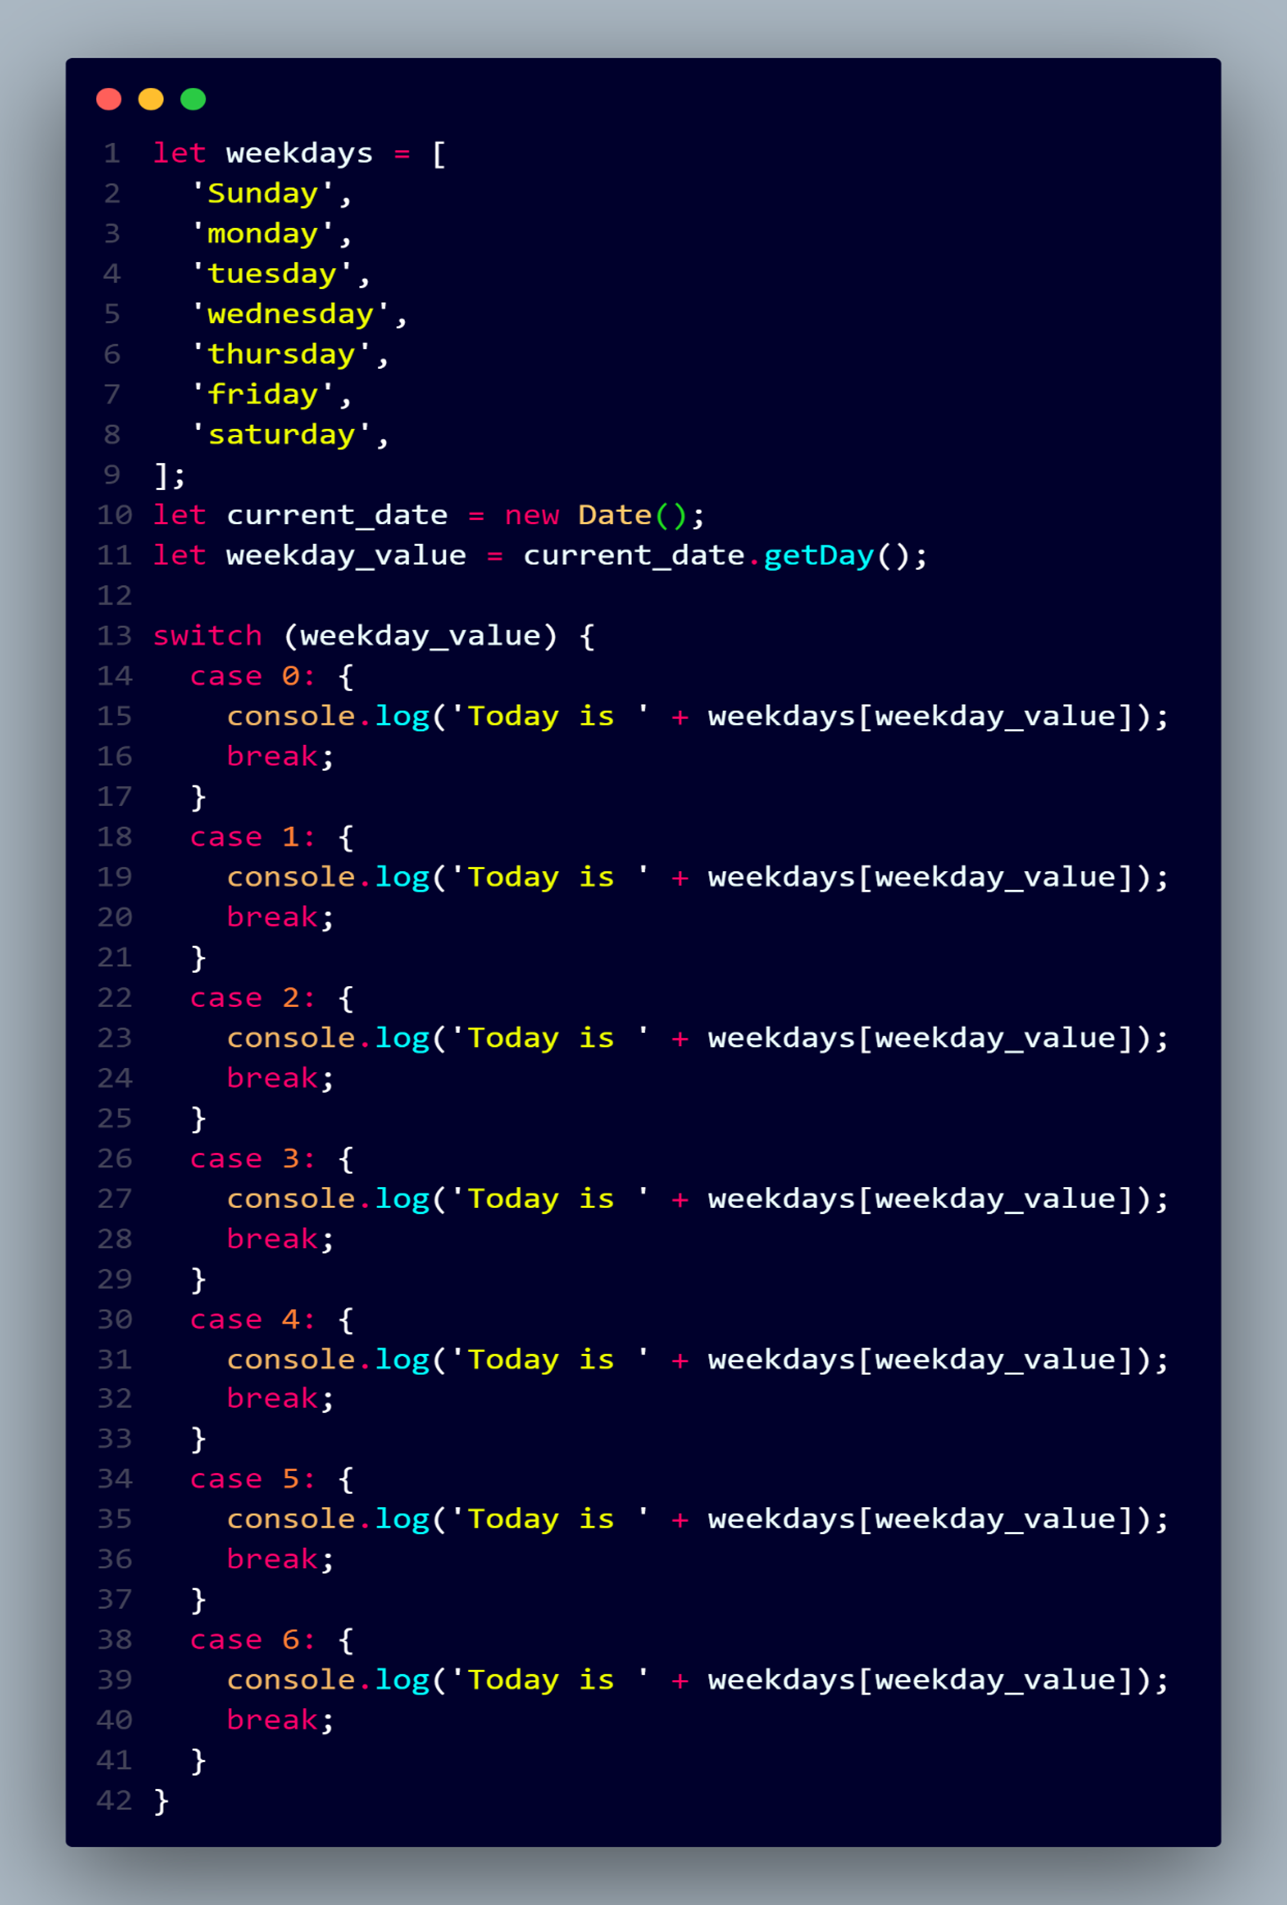 1 let weekdays = [
2   'Sunday',
3   'monday',
4   'tuesday',
5   'wednesday',
6   'thursday',
7   'friday',
8   'saturday',
9 ];
10 let current_date = new Date();
11 let weekday_value = current_date.getDay();
12
13 switch (weekday_value) {
14   case 0: {
15     console.log('Today is ' + weekdays[weekday_value]);
16     break;
17   }
18   case 1: {
19     console.log('Today is ' + weekdays[weekday_value]);
20     break;
21   }
22   case 2: {
23     console.log('Today is ' + weekdays[weekday_value]);
24     break;
25   }
26   case 3: {
27     console.log('Today is ' + weekdays[weekday_value]);
28     break;
29   }
30   case 4: {
31     console.log('Today is ' + weekdays[weekday_value]);
32     break;
33   }
34   case 5: {
35     console.log('Today is ' + weekdays[weekday_value]);
36     break;
37   }
38   case 6: {
39     console.log('Today is ' + weekdays[weekday_value]);
40     break;
41   }
42 }